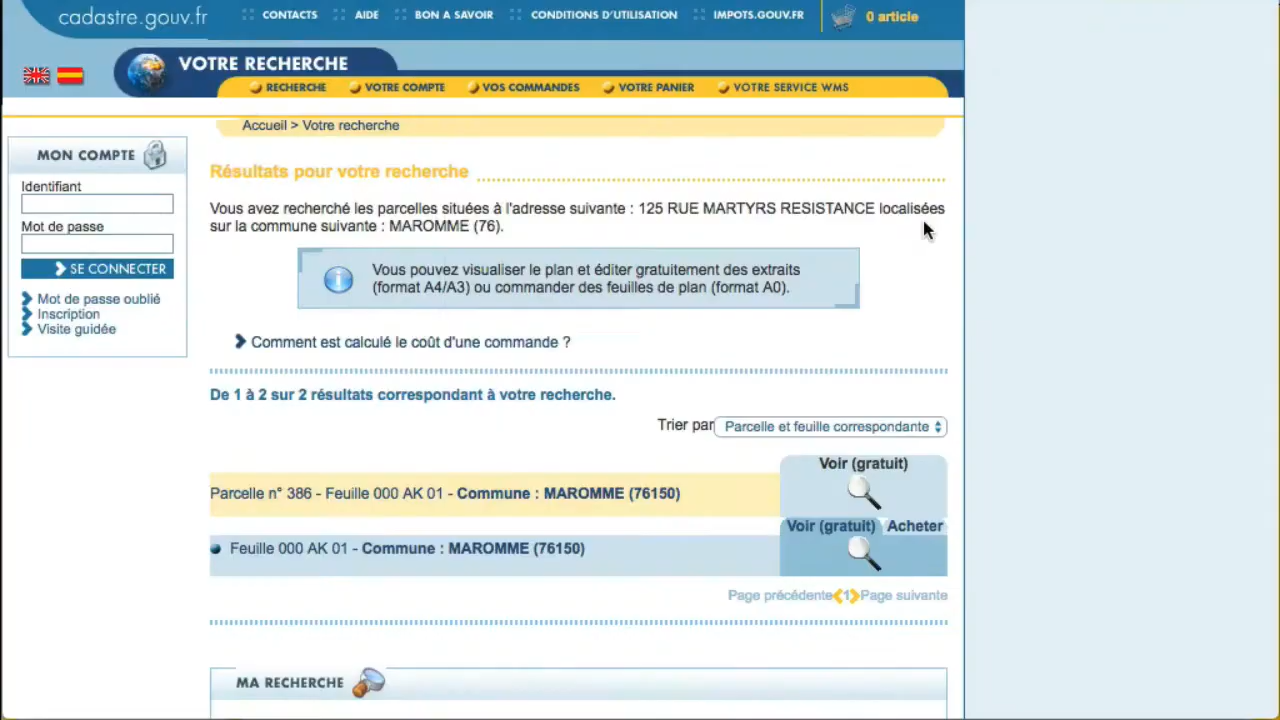 cadastre.gouv.fr
CONTACTS
AIDE
BON A SAVOIR
CONDITIONS D'UTILISATION
IMPOTS.GOUV.FR
0 article
VOTRE RECHERCHE
RECHERCHE
VOTRE COMPTE
VOS COMMANDES
VOTRE PANIER
VOTRE SERVICE WMS
Accueil > Votre recherche
MON COMPTE
Identifiant
Mot de passe
SE CONNECTER
Mot de passe oublié
Inscription
Visite guidée
Résultats pour votre recherche
Vous avez recherché les parcelles situées à l'adresse suivante : 125 RUE MARTYRS RESISTANCE localisées
sur la commune suivante : MAROMME (76).
Vous pouvez visualiser le plan et éditer gratuitement des extraits
(format A4/A3) ou commander des feuilles de plan (format A0).
Comment est calculé le coût d'une commande ?
De 1 à 2 sur 2 résultats correspondant à votre recherche.
Trier par Parcelle et feuille correspondante
Voir (gratuit)
Parcelle n° 386 - Feuille 000 AK 01 - Commune : MAROMME (76150)
Voir (gratuit) Acheter
Feuille 000 AK 01 - Commune : MAROMME (76150)
Page précédente 1 Page suivante
MA RECHERCHE